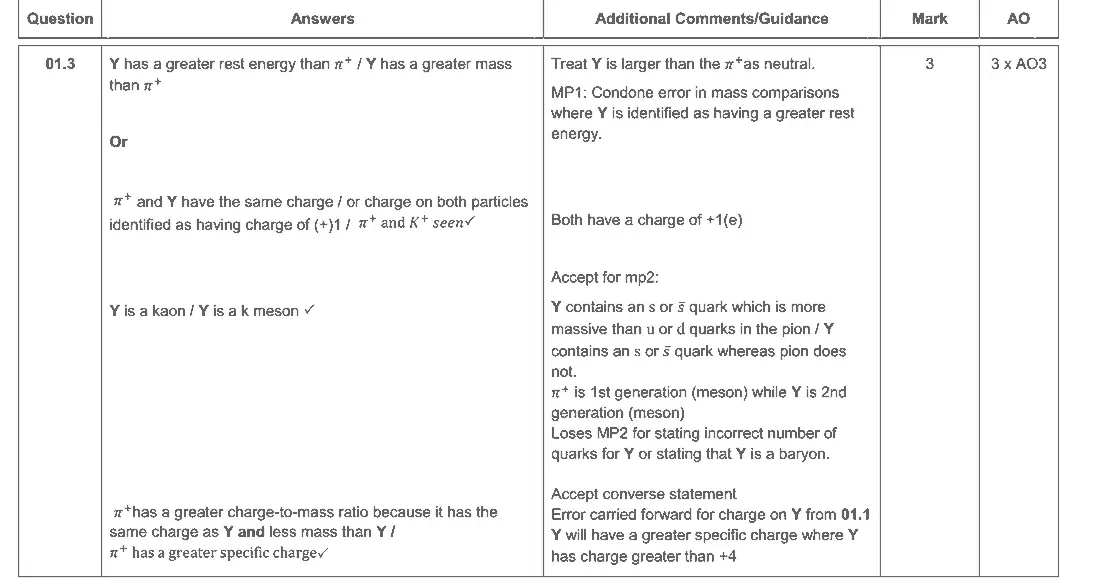 Question Answers Additional Comments/Guidance Mark AO
01.3 Y has a greater rest energy than π⁺ / Y has a greater mass Treat Y is larger than the π⁺as neutral. 3 3 x AO3
than π⁺
MP1: Condone error in mass comparisons
where Y is identified as having a greater rest
energy.
Or
π⁺ and Y have the same charge / or charge on both particles
identified as having charge of (+)1 / π⁺ and K⁺ seen✓ Both have a charge of +1(e)
Accept for mp2:
Y is a kaon / Y is a k meson ✓ Y contains an s or s̄ quark which is more
massive than u or d quarks in the pion / Y
contains an s or s̄ quark whereas pion does
not.
π⁺ is 1st generation (meson) while Y is 2nd
generation (meson)
Loses MP2 for stating incorrect number of
quarks for Y or stating that Y is a baryon.
Accept converse statement
π⁺has a greater charge-to-mass ratio because it has the Error carried forward for charge on Y from 01.1
same charge as Y and less mass than Y / Y will have a greater specific charge where Y
π⁺ has a greater specific charge✓ has charge greater than +4